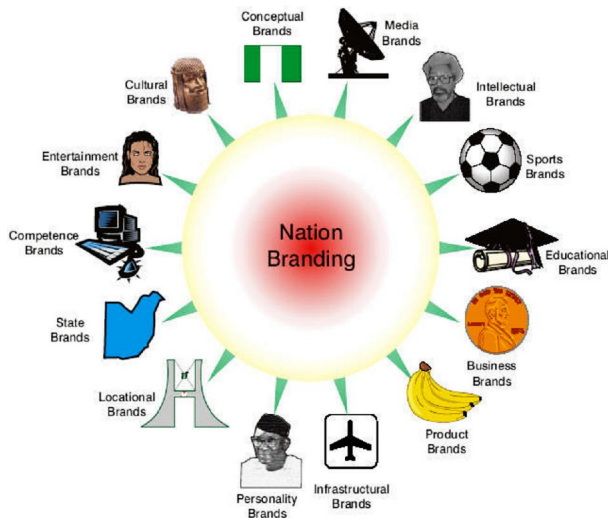 Conceptual
Brands
Media
Brands
Intellectual
Brands
Sports
Brands
Educational
Brands
Business
Brands
Product
Brands
Infrastructural
Brands
Personality
Brands
Locational
Brands
State
Brands
Competence
Brands
Entertainment
Brands
Cultural
Brands
Nation
Branding